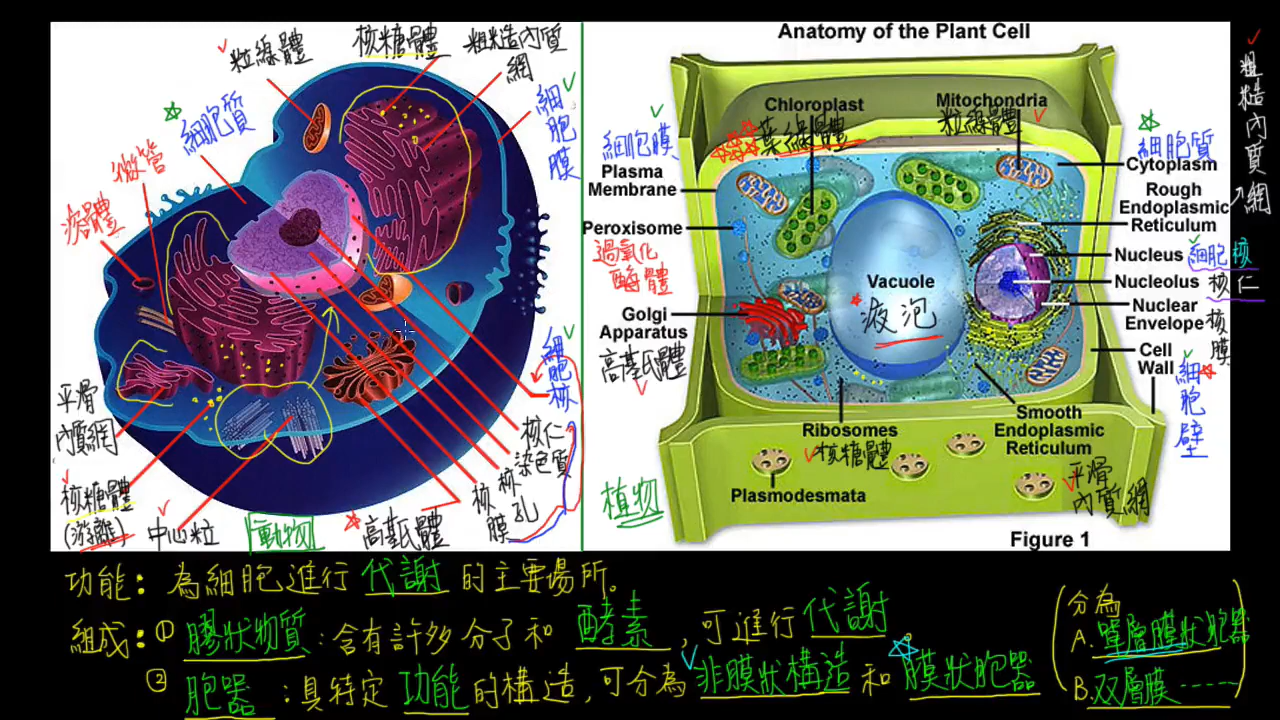 粒線體
核糖體
粗糙內質
網
細胞膜
細胞質
微管
溶體
平滑
內質網
核糖體
(游離)
中心粒
動物
高基氏體
核膜
核孔
核仁
染色質
細胞核
Anatomy of the Plant Cell
Chloroplast
葉綠體
Mitochondria
粒線體
細胞膜
Plasma
Membrane
Peroxisome
過氧化
酶體
Golgi
Apparatus
高基氏體
Vacuole
液泡
細胞質
Cytoplasm
Rough
Endoplasmic
Reticulum
粗糙內質網
Nucleus 細胞核
Nucleolus 核仁
Nuclear
Envelope
核膜
Cell
Wall
細胞壁
Smooth
Endoplasmic
Reticulum
平滑
內質網
Ribosomes
核糖體
Plasmodesmata
植物
Figure 1
功能：為細胞進行代謝的主要場所。
組成：① 膠狀物質：含有許多分子和酵素，可進行代謝
② 胞器：具特定功能的構造，可分為非膜狀構造和膜狀胞器
分為
A.單層膜狀胞器
B.双層膜……